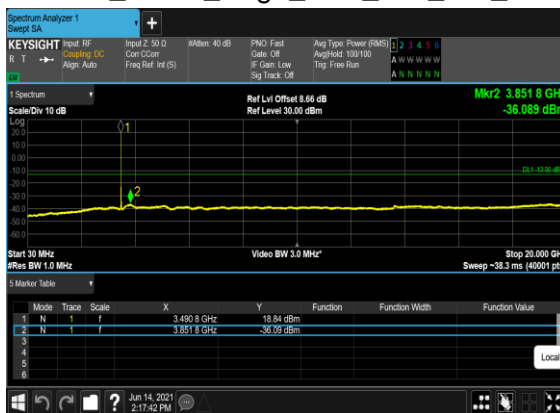 Spectrum Analyzer 1
Swept SA
+
KEYSIGHT Input: RF Input Z: 50 Ω #Atten: 40 dB PNO: Fast Avg Type: Power (RMS) 1 2 3 4 5 6
R T Coupling: DC Corr CCorr Gate: Off Avg|Hold: 100/100 A W W W W W
Align: Auto Freq Ref: Int (S) IF Gain: Low Trig: Free Run A N N N N N
Sig Track: Off
LU
1 Spectrum Ref Lvl Offset 8.66 dB Mkr2 3.851 8 GH
Scale/Div 10 dB Ref Level 30.00 dBm -36.089 dBr
Log
20.0
10.0
0.00
-10.0
-20.0
-30.0
-40.0
-50.0
-60.0
1
2
DL1 -13.00 dB
Start 30 MHz Video BW 3.0 MHz* Stop 20.000 GH
#Res BW 1.0 MHz Sweep ~38.3 ms (40001 pt
5 Marker Table
Mode Trace Scale X Y Function Function Width Function Value
1 N 1 f 3.490 8 GHz 18.84 dBm
2 N 1 f 3.851 8 GHz -36.09 dBm
3
4
5
6
Local
? Jun 14, 2021
2:17:42 PM